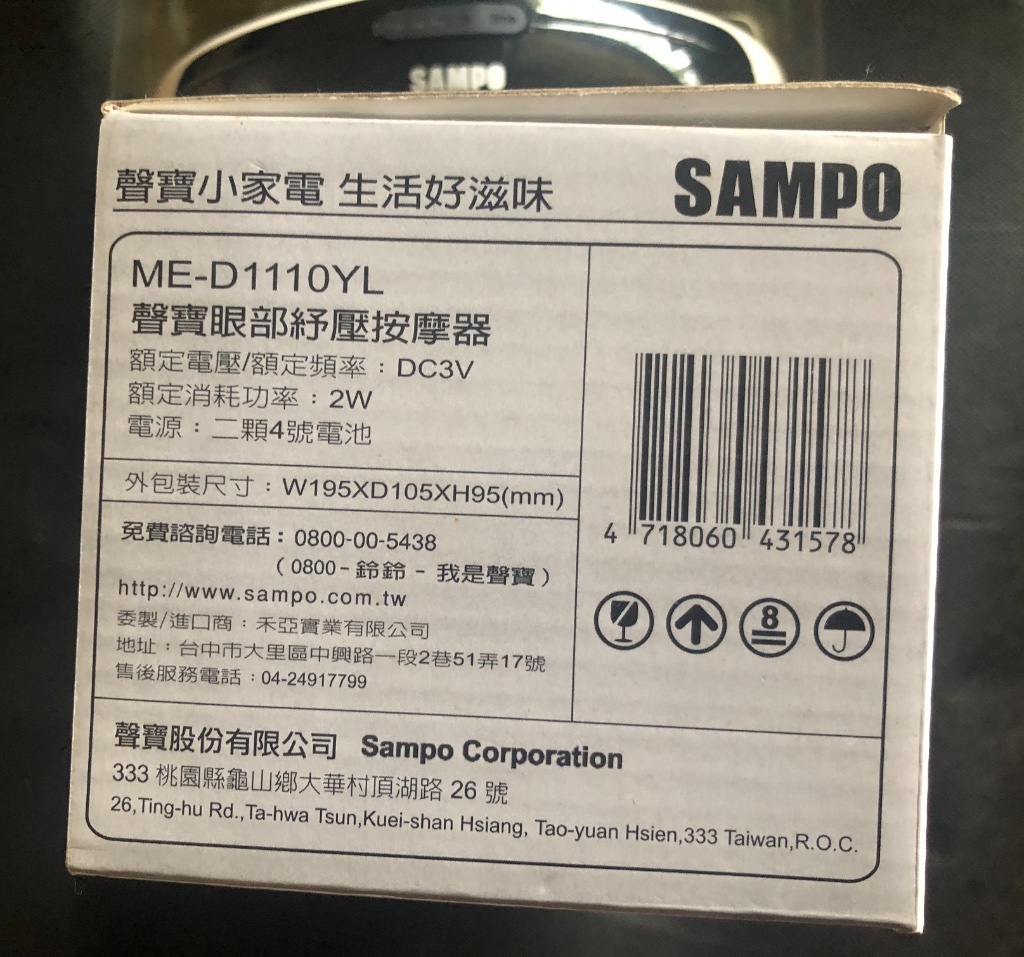 SAMPO
聲寶小家電 生活好滋味
SAMPO
ME-D1110YL
聲寶眼部紓壓按摩器
額定電壓/額定頻率：DC3V
額定消耗功率：2W
電源：二顆4號電池
外包裝尺寸：W195XD105XH95(mm)
免費諮詢電話：0800-00-5438
（0800-鈴鈴-我是聲寶）
http://www.sampo.com.tw
委製/進口商：禾亞實業有限公司
地址：台中市大里區中興路一段2巷51弄17號
售後服務電話：04-24917799
4 718060 431578
8
聲寶股份有限公司 Sampo Corporation
333 桃園縣龜山鄉大華村頂湖路 26 號
26,Ting-hu Rd.,Ta-hwa Tsun,Kuei-shan Hsiang, Tao-yuan Hsien,333 Taiwan,R.O.C.